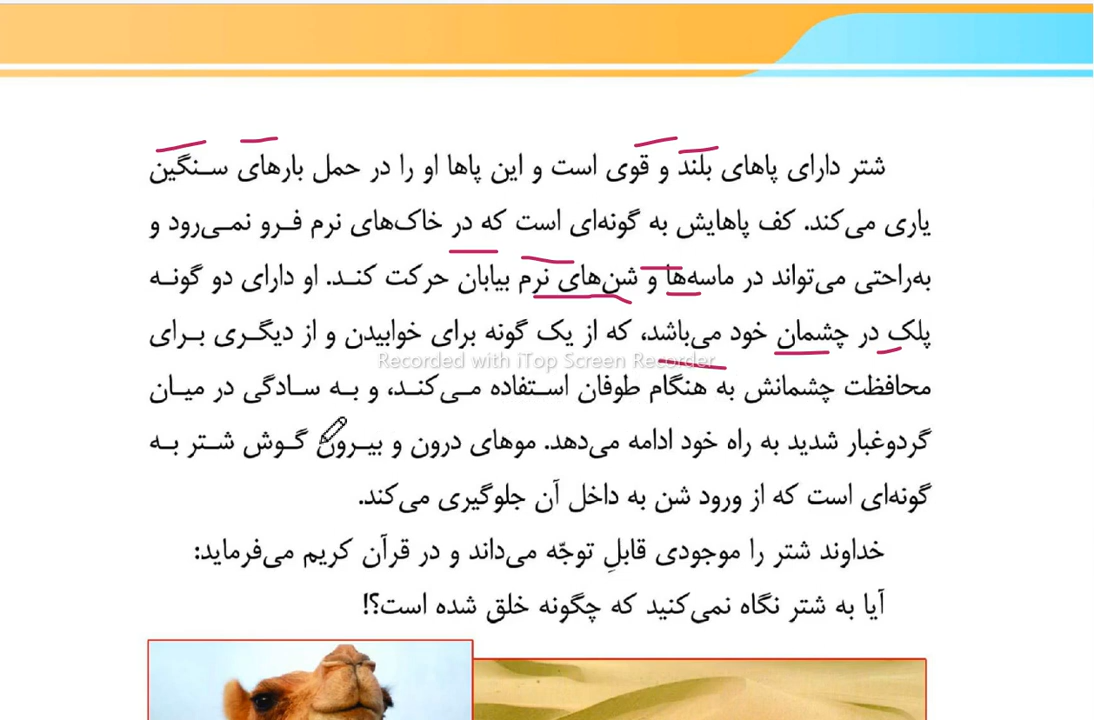 شتر دارای پاهای بلند و قوی است و این پاها او را در حمل بارهای سنگین
یاری می‌کند. کف پاهایش به گونه‌ای است که در خاک‌های نرم فرو نمی‌رود و
به‌راحتی می‌تواند در ماسه‌ها و شن‌های نرم بیابان حرکت کند. او دارای دو گونه
پلک در چشمان خود می‌باشد، که از یک گونه برای خوابیدن و از دیگری برای
Recorded with iTop Screen Recorder
محافظت چشمانش به هنگام طوفان استفاده می‌کند، و به سادگی در میان
گردوغبار شدید به راه خود ادامه می‌دهد. موهای درون و بیرون گوش شتر به
گونه‌ای است که از ورود شن به داخل آن جلوگیری می‌کند.
خداوند شتر را موجودی قابلِ توجّه می‌داند و در قرآن کریم می‌فرماید:
آیا به شتر نگاه نمی‌کنید که چگونه خلق شده است؟!